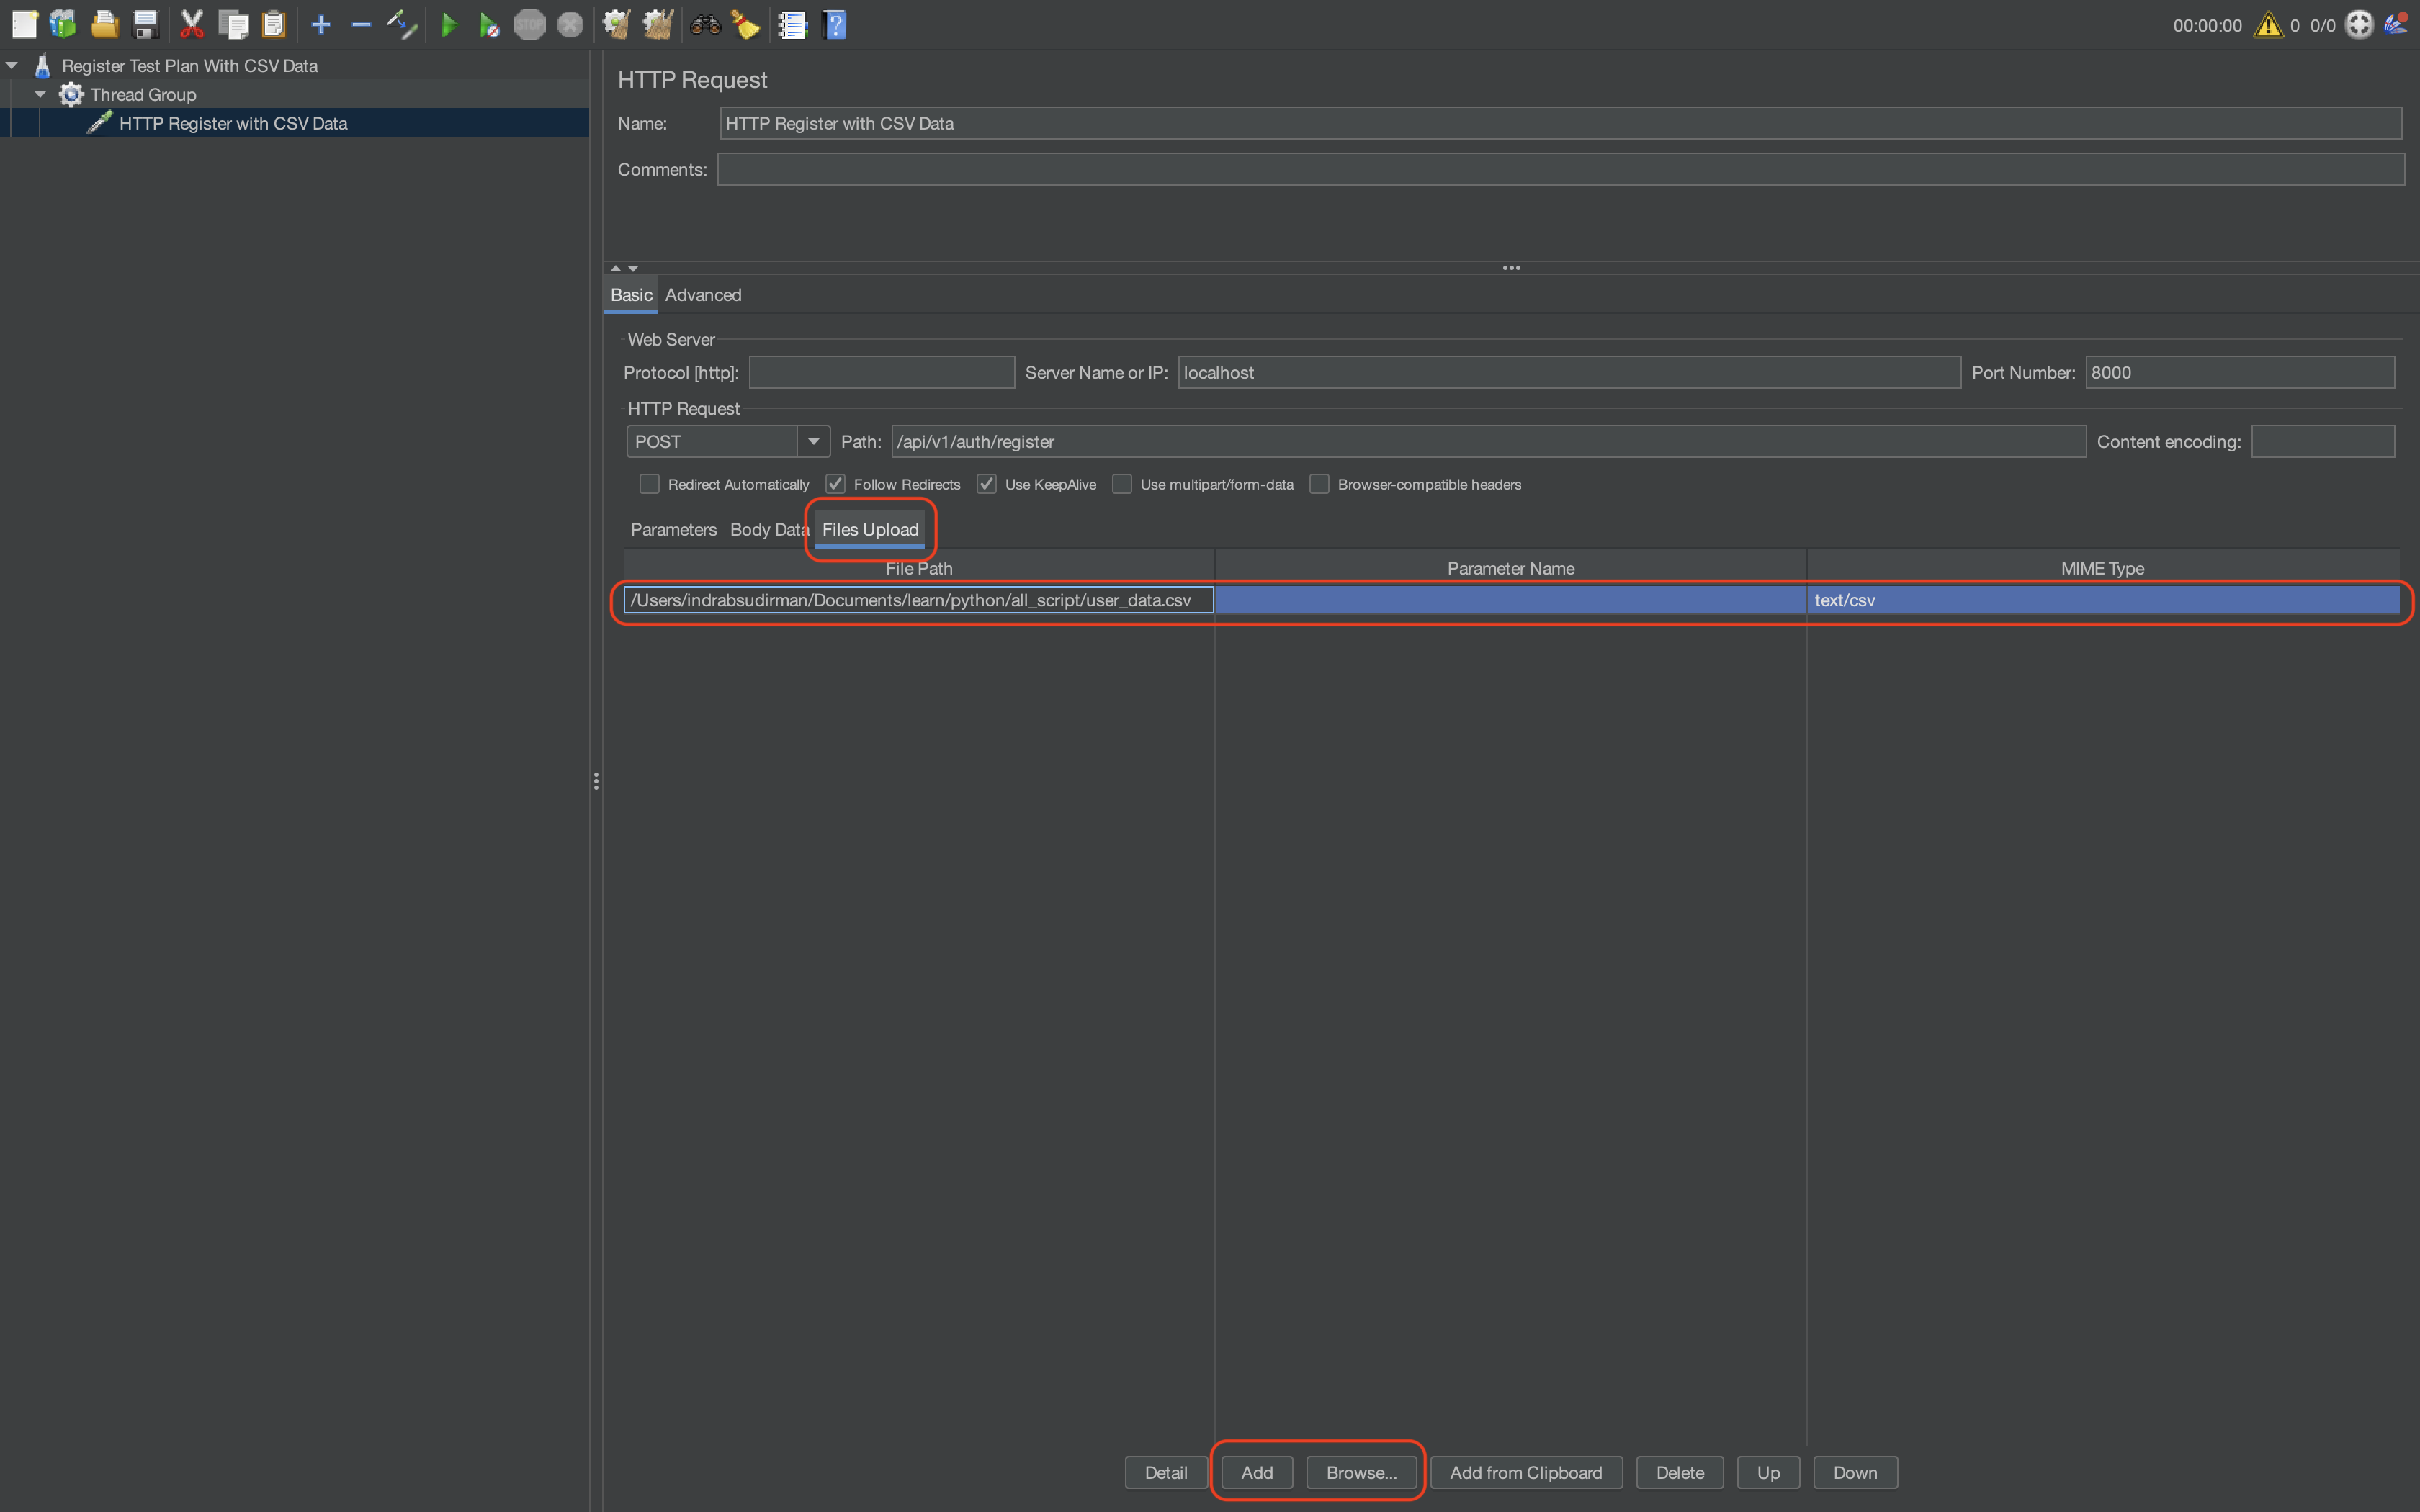 STOP
00:00:00
0
0/0
Register Test Plan With CSV Data
Thread Group
HTTP Register with CSV Data
HTTP Request
Name: HTTP Register with CSV Data
Comments:
Basic Advanced
Web Server
Protocol [http]: Server Name or IP: localhost Port Number: 8000
HTTP Request
POST Path: /api/v1/auth/register Content encoding:
Redirect Automatically Follow Redirects Use KeepAlive Use multipart/form-data Browser-compatible headers
Parameters Body Data Files Upload
File Path Parameter Name MIME Type
/Users/indrabsudirman/Documents/learn/python/all_script/user_data.csv text/csv
Detail Add Browse... Add from Clipboard Delete Up Down